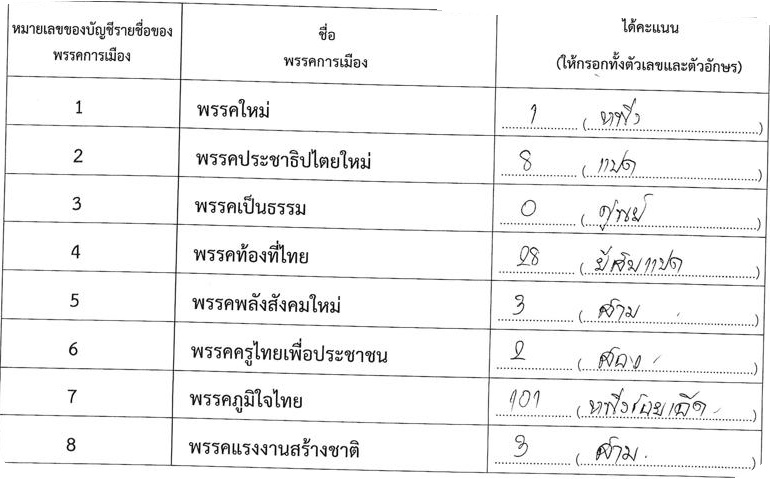 หมายเลขของบัญชีรายชื่อของ
พรรคการเมือง
ชื่อ
พรรคการเมือง
ได้คะแนน
(ให้กรอกทั้งตัวเลขและตัวอักษร)
1 พรรคใหม่ 1 (หนึ่ง)
2 พรรคประชาธิปไตยใหม่ 8 (แปด)
3 พรรคเป็นธรรม 0 (ศูนย์)
4 พรรคท้องที่ไทย 28 (ยี่สิบแปด)
5 พรรคพลังสังคมใหม่ 3 (สาม)
6 พรรคครูไทยเพื่อประชาชน 2 (สอง)
7 พรรคภูมิใจไทย 101 (หนึ่งร้อยเอ็ด)
8 พรรคแรงงานสร้างชาติ 3 (สาม)